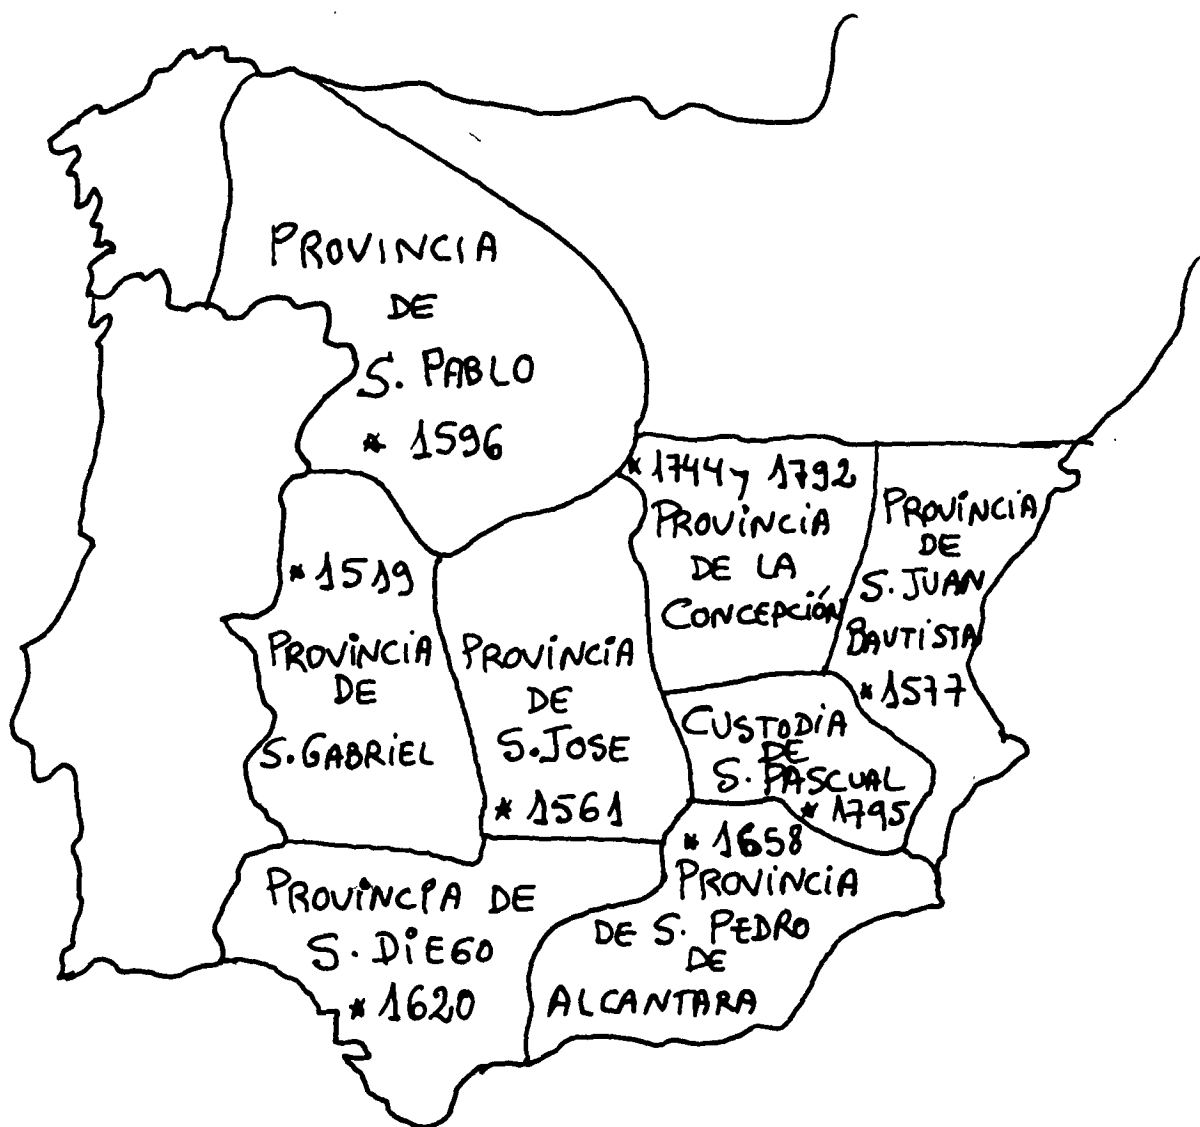 PROVINCIA
DE
S. PABLO
* 1596
* 1744 y 1792
PROVINCIA
DE LA
CONCEPCIÓN
PROVINCIA
DE
S. JUAN
BAUTISTA
* 1577
* 1519
PROVINCIA
DE
S. GABRIEL
PROVINCIA
DE
S. JOSE
* 1561
CUSTODIA
DE
S. PASCUAL
* 1795
PROVINCIA DE
S. DIEGO
* 1620
* 1658
PROVINCIA
DE S. PEDRO
DE
ALCANTARA